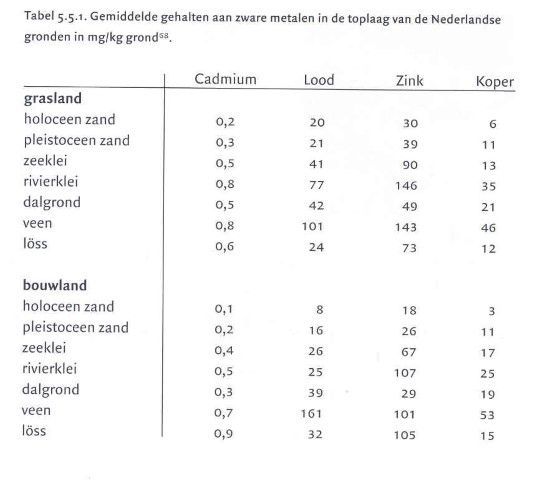 Tabel 5.5.1. Gemiddelde gehalten aan zware metalen in de toplaag van de Nederlandse
gronden in mg/kg grond⁵⁸.
Cadmium Lood Zink Koper
grasland
holoceen zand 0,2 20 30 6
pleistoceen zand 0,3 21 39 11
zeeklei 0,5 41 90 13
rivierklei 0,8 77 146 35
dalgrond 0,5 42 49 21
veen 0,8 101 143 46
löss 0,6 24 73 12
bouwland
holoceen zand 0,1 8 18 3
pleistoceen zand 0,2 16 26 11
zeeklei 0,4 26 67 17
rivierklei 0,5 25 107 25
dalgrond 0,3 39 29 19
veen 0,7 161 101 53
löss 0,9 32 105 15